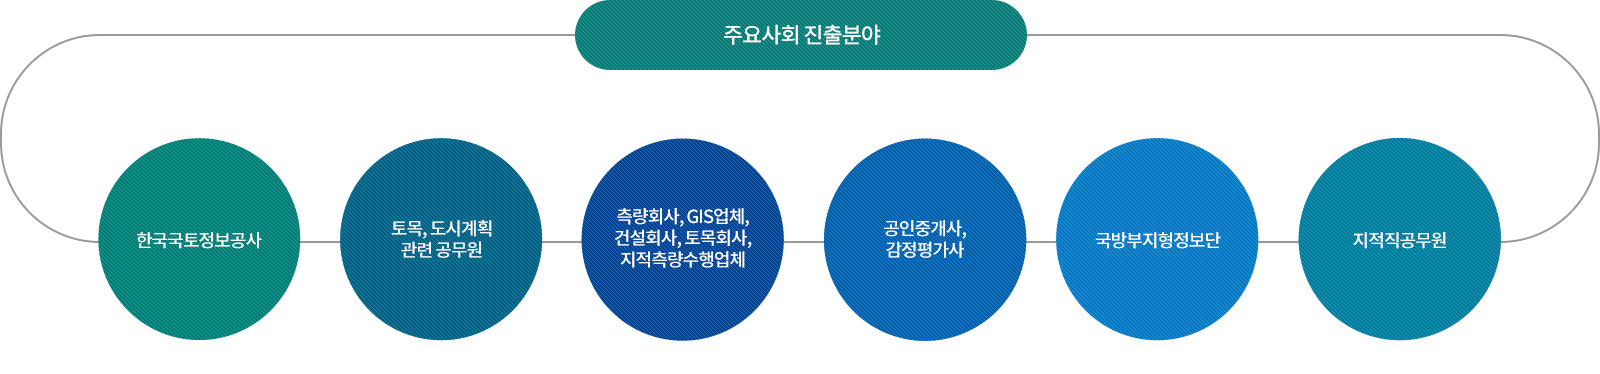 주요사회 진출분야
한국국토정보공사
토목, 도시계획
관련 공무원
측량회사, GIS업체,
건설회사, 토목회사,
지적측량수행업체
공인중개사,
감정평가사
국방부지형정보단
지적직공무원